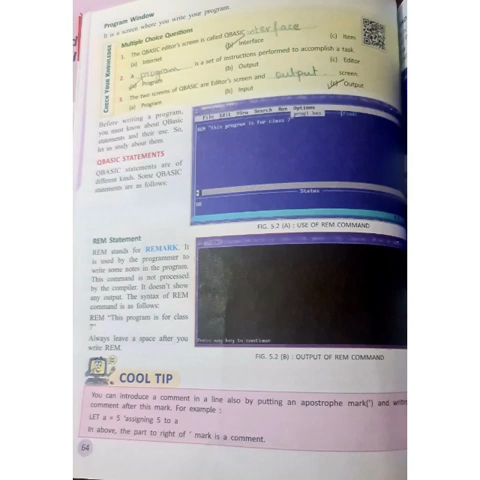 Program Window
It is a screen where you write your program.
CHECK YOUR KNOWLEDGE
Multiple Choice Questions
1. The QBASIC editor's screen is called QBASIC interface
(a) Internet (b) Interface (c) Item
2. A program is a set of instructions performed to accomplish a task.
(a) Program (b) Output (c) Editor
3. The two screens of QBASIC are Editor's screen and output screen.
(a) Program (b) Input (c) Output
Before writing a program,
you must know about QBasic
statements and their use. So,
let us study about them.
QBASIC STATEMENTS
QBASIC statements are of
different kinds. Some QBASIC
statements are as follows:
File Edit View Search Run Options
REM "This program is for class 7
Status
OK
FIG. 5.2 (A) : USE OF REM COMMAND
REM Statement
REM stands for REMARK. It
is used by the programmer to
write some notes in the program.
This command is not processed
by the compiler. It doesn't show
any output. The syntax of REM
command is as follows:
REM "This program is for class
7"
Always leave a space after you
write REM.
Press any key to continue
FIG. 5.2 (B) : OUTPUT OF REM COMMAND
COOL TIP
You can introduce a comment in a line also by putting an apostrophe mark(') and write
comment after this mark. For example :
LET a = 5 'assigning 5 to a
In above, the part to right of ' mark is a comment.
64